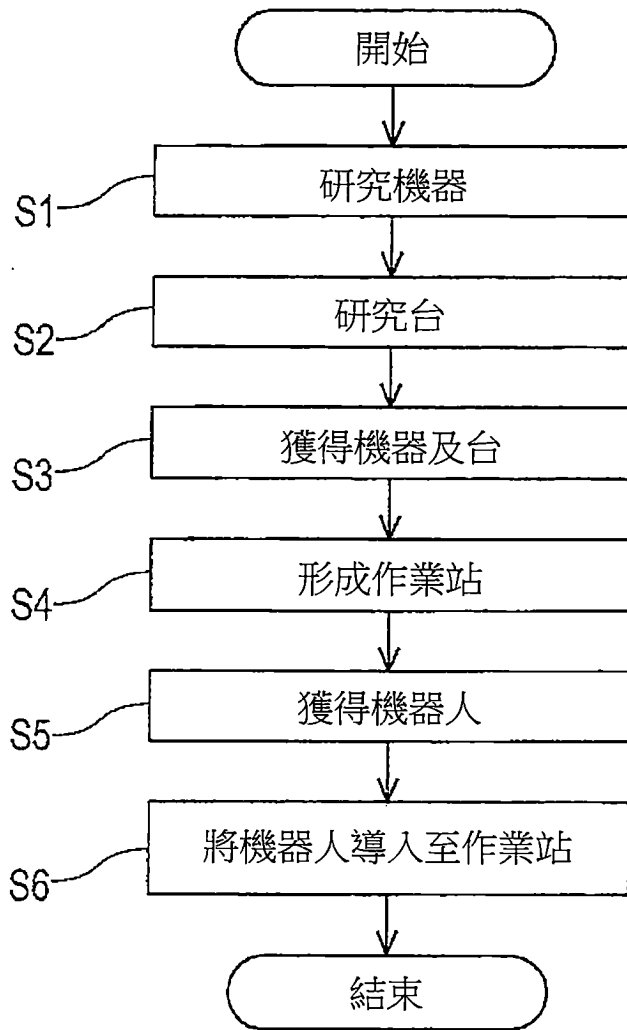 開始
S1
研究機器
S2
研究台
S3
獲得機器及台
S4
形成作業站
S5
獲得機器人
S6
將機器人導入至作業站
結束